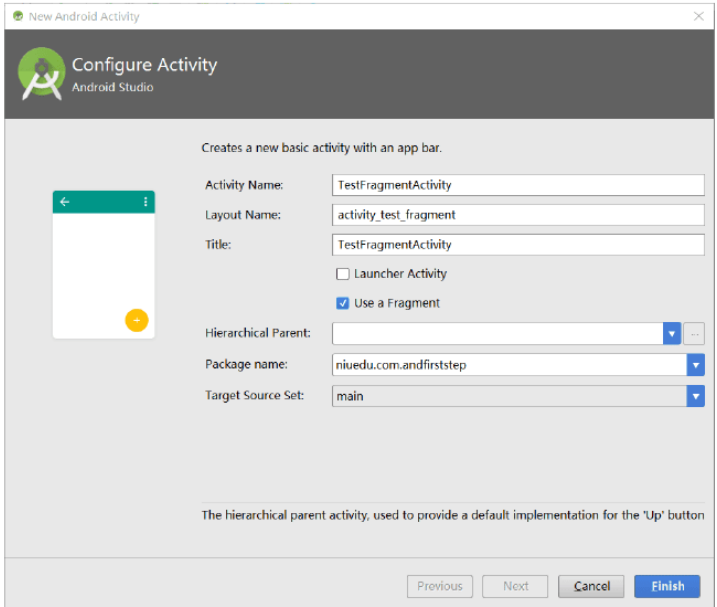 New Android Activity
Configure Activity
Android Studio
Creates a new basic activity with an app bar.
Activity Name: TestFragmentActivity
Layout Name: activity_test_fragment
Title: TestFragmentActivity
Launcher Activity
Use a Fragment
Hierarchical Parent: ...
Package name: niuedu.com.andfirststep
Target Source Set: main
The hierarchical parent activity, used to provide a default implementation for the 'Up' button
Previous Next Cancel Finish